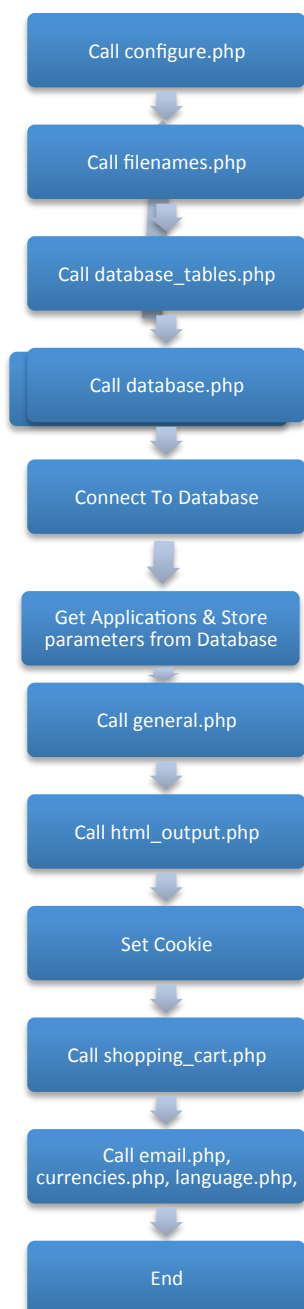 Call configure.php
Call filenames.php
Call database_tables.php
Call database.php
Connect To Database
Get Applications & Store
parameters from Database
Call general.php
Call html_output.php
Set Cookie
Call shopping_cart.php
Call email.php,
currencies.php, language.php,
End